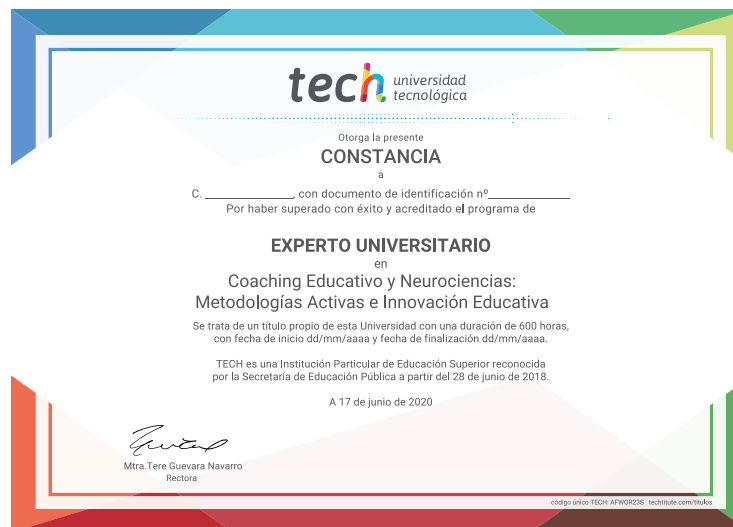 tech universidad
tecnológica
Otorga la presente
CONSTANCIA
a
C. ______________, con documento de identificación nº_____________
Por haber superado con éxito y acreditado el programa de
EXPERTO UNIVERSITARIO
en
Coaching Educativo y Neurociencias:
Metodologías Activas e Innovación Educativa
Se trata de un título propio de esta Universidad con una duración de 600 horas,
con fecha de inicio dd/mm/aaaa y fecha de finalización dd/mm/aaaa.
TECH es una Institución Particular de Educación Superior reconocida
por la Secretaría de Educación Pública a partir del 28 de junio de 2018.
A 17 de junio de 2020
Mtra.Tere Guevara Navarro
Rectora
código único TECH: AFWOR23S techtitute.com/titulos